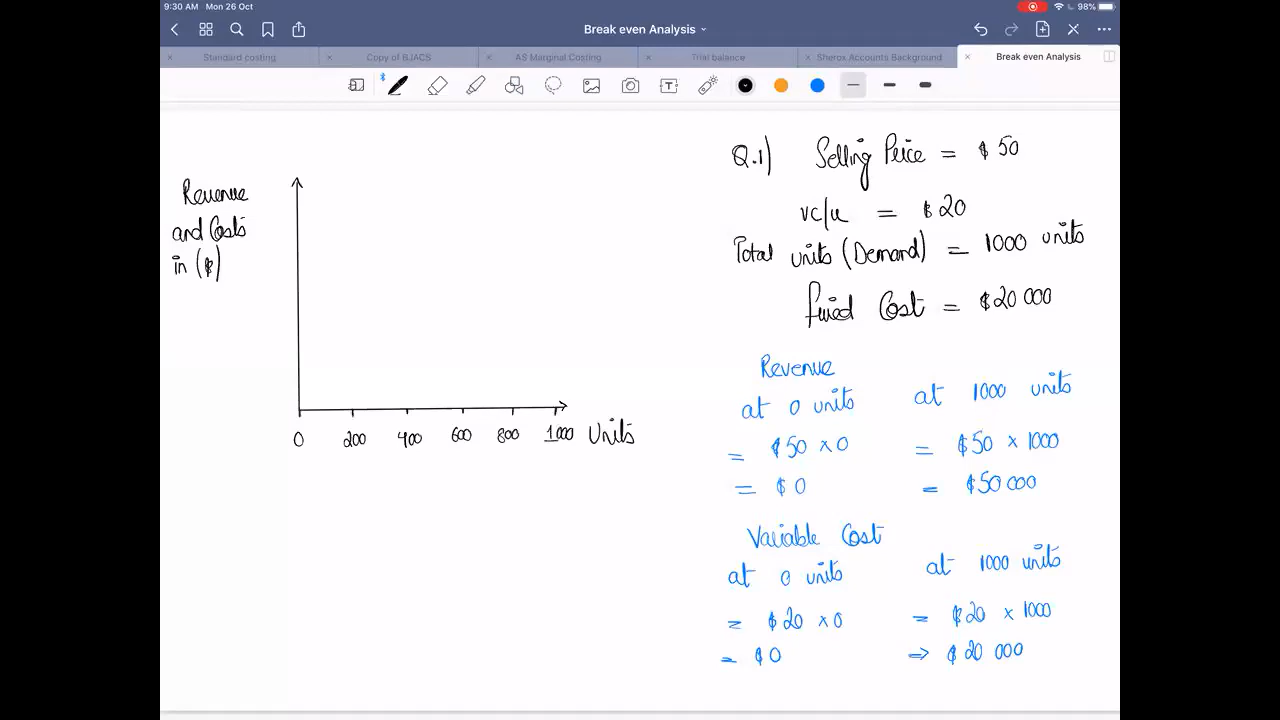 9:30 AM Mon 26 Oct
98%
Break even Analysis
Standard costing
Copy of BJACS
AS Marginal Costing
Trial balance
Sherox Accounts Background
Break even Analysis
Revenue
and Costs
in ($)
0 200 400 600 800 1000 Units
Q.1) Selling Price = $50
vc/u = $20
Total units (Demand) = 1000 units
fixed Cost = $20 000
Revenue
at 0 units
= $50 × 0
= $0
at 1000 units
= $50 × 1000
= $50 000
Variable Cost
at 0 units
= $20 × 0
= $0
at 1000 units
= $20 × 1000
⇒ $20 000